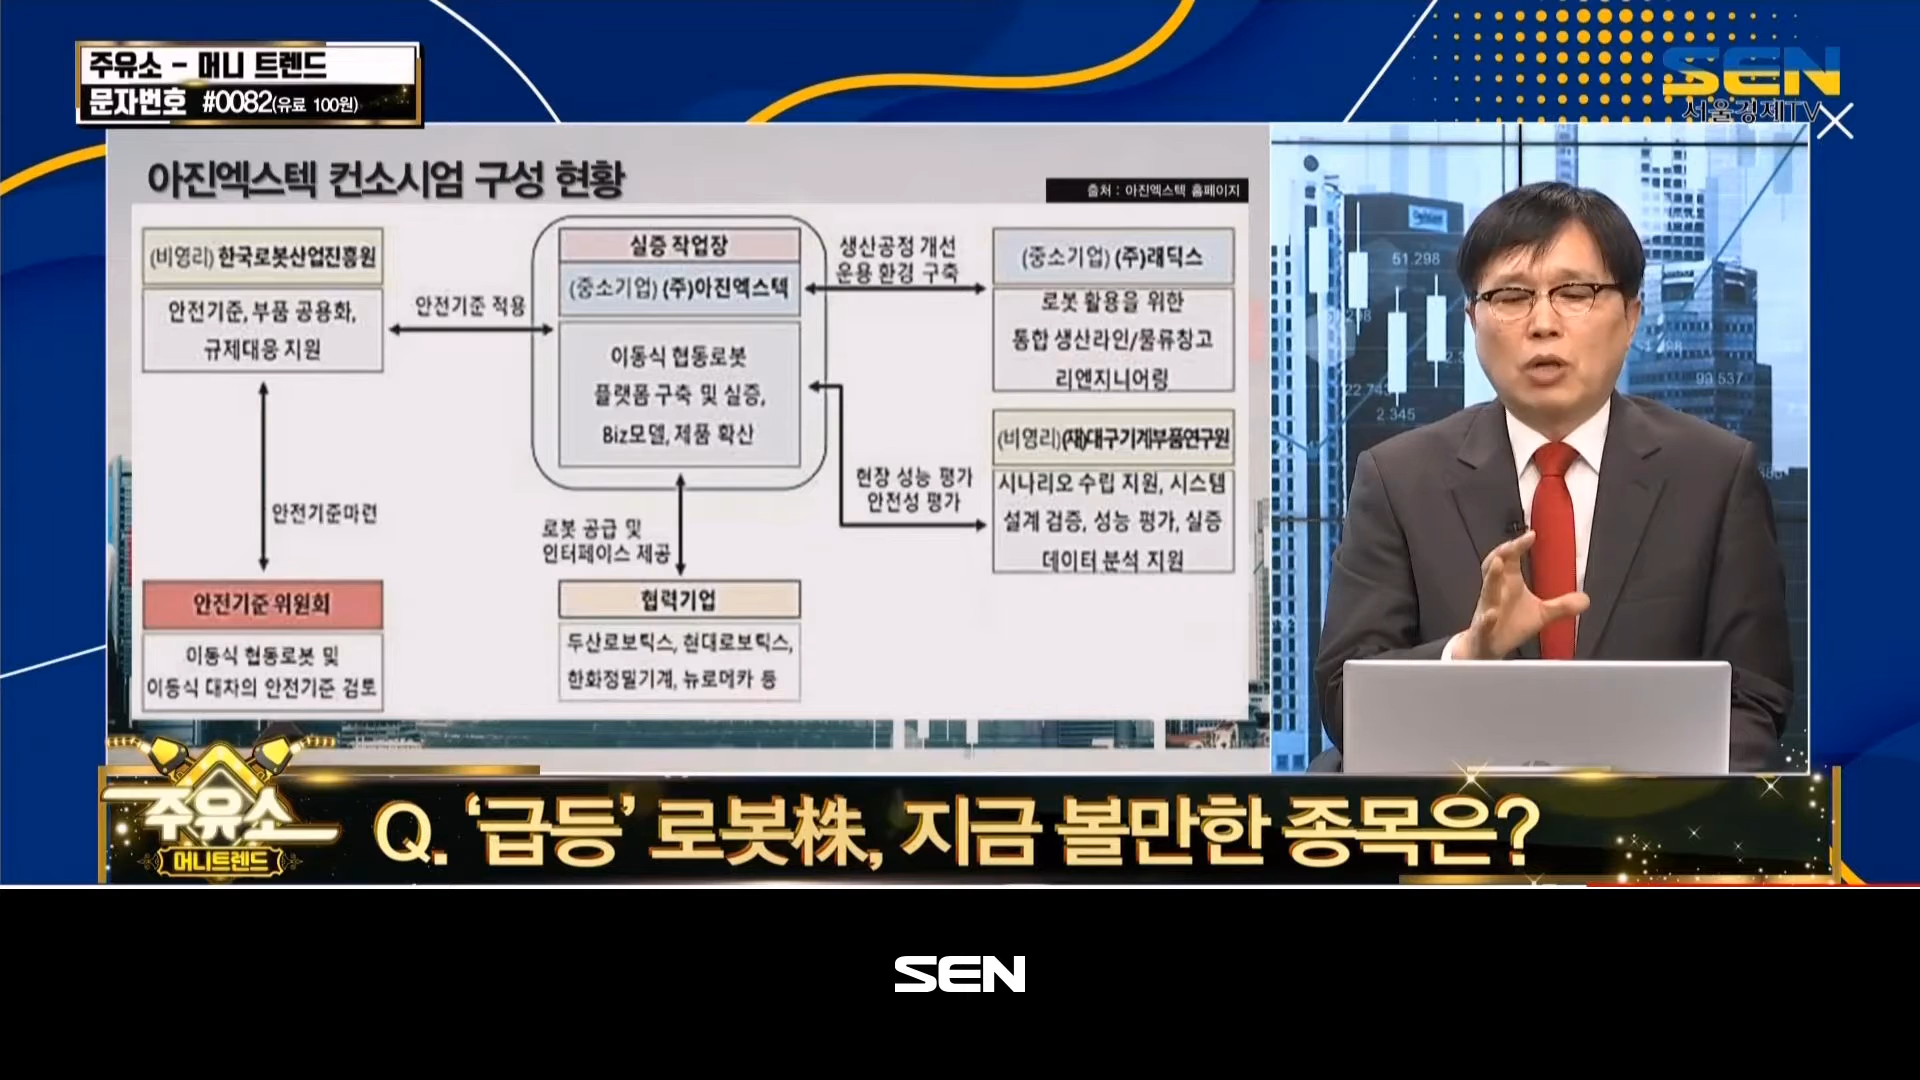 주유소 - 머니 트렌드
문자번호 #0082(유료 100원)
SEN
서울경제TV
아진엑스텍 컨소시엄 구성 현황
출처 : 아진엑스텍 홈페이지
(비영리) 한국로봇산업진흥원
안전기준, 부품 공용화,
규제대응 지원
안전기준 적용
실증 작업장
(중소기업) (주)아진엑스텍
이동식 협동로봇
플랫폼 구축 및 실증,
Biz모델, 제품 확산
생산공정 개선
운용 환경 구축
(중소기업) (주)래딕스
로봇 활용을 위한
통합 생산라인/물류창고
리엔지니어링
(비영리)(재)대구기계부품연구원
시나리오 수립 지원, 시스템
설계 검증, 성능 평가, 실증
데이터 분석 지원
현장 성능 평가
안전성 평가
안전기준마련
로봇 공급 및
인터페이스 제공
안전기준 위원회
이동식 협동로봇 및
이동식 대차의 안전기준 검토
협력기업
두산로보틱스, 현대로보틱스,
한화정밀기계, 뉴로메카 등
51.298
2.345
99.537
주유소
머니트렌드
Q. ‘급등’ 로봇株, 지금 볼만한 종목은?
SEN